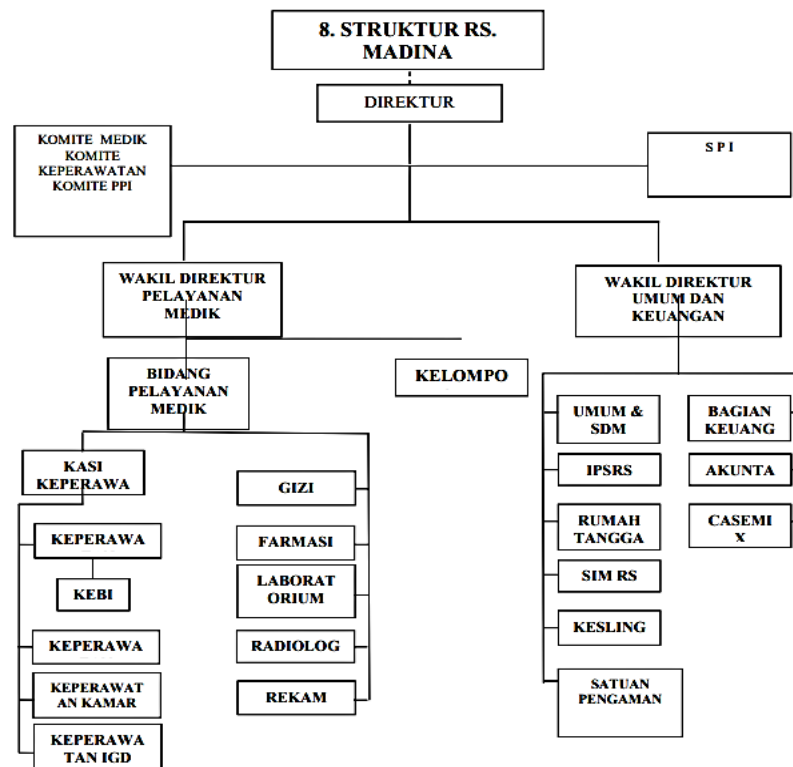 8. STRUKTUR RS.
MADINA
DIREKTUR
KOMITE MEDIK
KOMITE
KEPERAWATAN
KOMITE PPI
S P I
WAKIL DIREKTUR
PELAYANAN
MEDIK
WAKIL DIREKTUR
UMUM DAN
KEUANGAN
BIDANG
PELAYANAN
MEDIK
KELOMPO
KASI
KEPERAWA
KEPERAWA
KEBI
KEPERAWA
KEPERAWAT
AN KAMAR
KEPERAWA
TAN IGD
GIZI
FARMASI
LABORAT
ORIUM
RADIOLOG
REKAM
UMUM &
SDM
IPSRS
RUMAH
TANGGA
SIM RS
KESLING
SATUAN
PENGAMAN
BAGIAN
KEUANG
AKUNTA
CASEMI
X